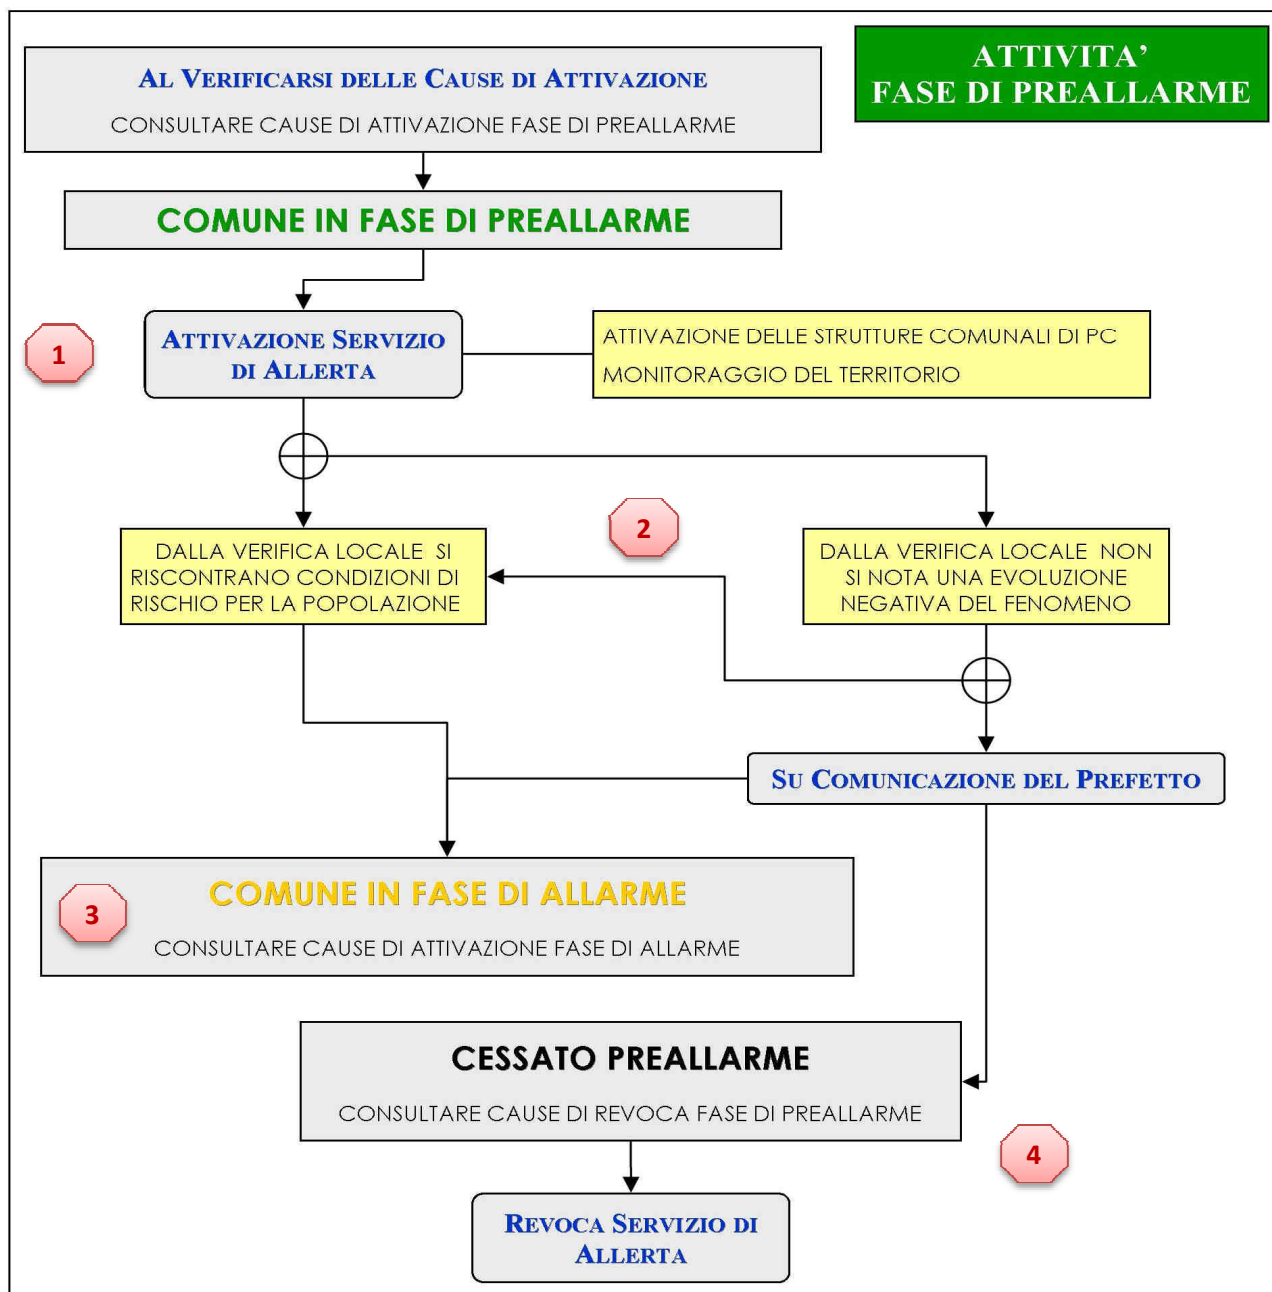 ATTIVITA’
FASE DI PREALLARME
AL VERIFICARSI DELLE CAUSE DI ATTIVAZIONE
CONSULTARE CAUSE DI ATTIVAZIONE FASE DI PREALLARME
COMUNE IN FASE DI PREALLARME
1
ATTIVAZIONE SERVIZIO
DI ALLERTA
ATTIVAZIONE DELLE STRUTTURE COMUNALI DI PC
MONITORAGGIO DEL TERRITORIO
2
DALLA VERIFICA LOCALE SI
RISCONTRANO CONDIZIONI DI
RISCHIO PER LA POPOLAZIONE
DALLA VERIFICA LOCALE NON
SI NOTA UNA EVOLUZIONE
NEGATIVA DEL FENOMENO
SU COMUNICAZIONE DEL PREFETTO
3
COMUNE IN FASE DI ALLARME
CONSULTARE CAUSE DI ATTIVAZIONE FASE DI ALLARME
CESSATO PREALLARME
CONSULTARE CAUSE DI REVOCA FASE DI PREALLARME
4
REVOCA SERVIZIO DI
ALLERTA